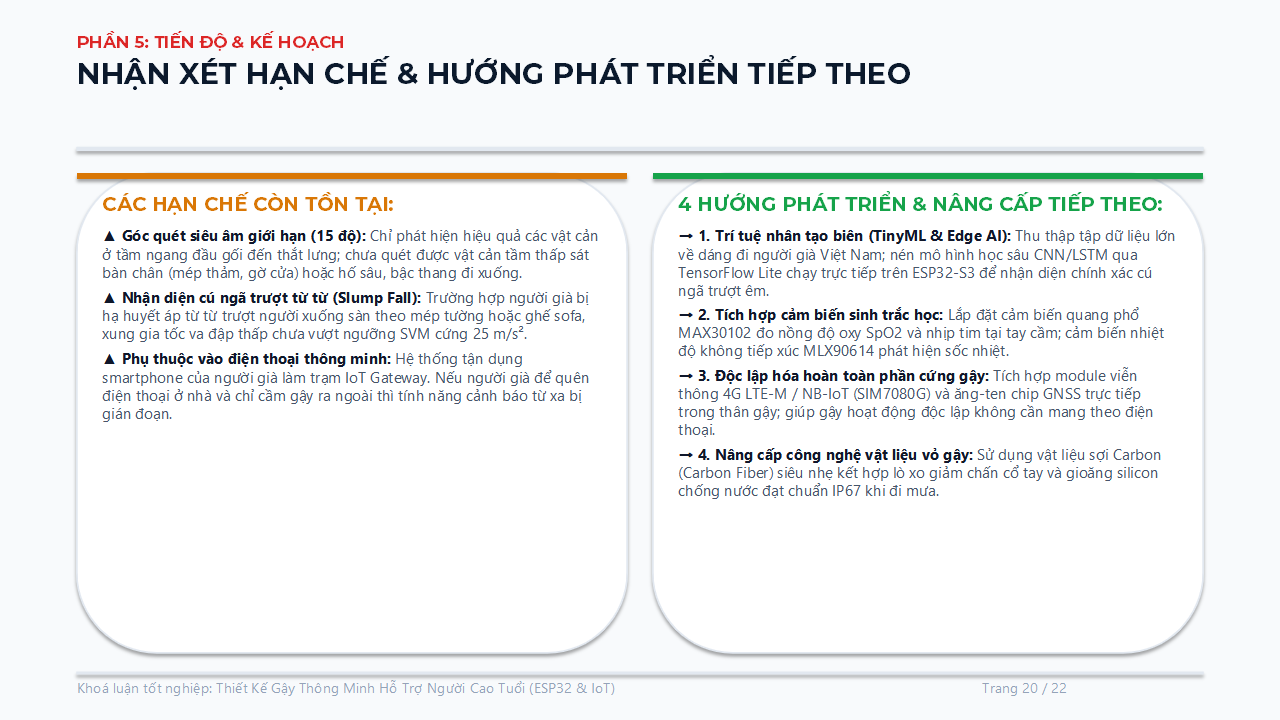 PHẦN 5: TIẾN ĐỘ & KẾ HOẠCH
NHẬN XÉT HẠN CHẾ & HƯỚNG PHÁT TRIỂN TIẾP THEO
CÁC HẠN CHẾ CÒN TỒN TẠI:
▲ Góc quét siêu âm giới hạn (15 độ): Chỉ phát hiện hiệu quả các vật cản
ở tầm ngang đầu gối đến thắt lưng; chưa quét được vật cản tầm thấp sát
bàn chân (mép thảm, gờ cửa) hoặc hố sâu, bậc thang đi xuống.
▲ Nhận diện cú ngã trượt từ từ (Slump Fall): Trường hợp người già bị
hạ huyết áp từ từ trượt người xuống sàn theo mép tường hoặc ghế sofa,
xung gia tốc va đập thấp chưa vượt ngưỡng SVM cứng 25 m/s².
▲ Phụ thuộc vào điện thoại thông minh: Hệ thống tận dụng
smartphone của người già làm trạm IoT Gateway. Nếu người già để quên
điện thoại ở nhà và chỉ cầm gậy ra ngoài thì tính năng cảnh báo từ xa bị
gián đoạn.
4 HƯỚNG PHÁT TRIỂN & NÂNG CẤP TIẾP THEO:
→ 1. Trí tuệ nhân tạo biên (TinyML & Edge AI): Thu thập tập dữ liệu lớn
về dáng đi người già Việt Nam; nén mô hình học sâu CNN/LSTM qua
TensorFlow Lite chạy trực tiếp trên ESP32-S3 để nhận diện chính xác cú
ngã trượt êm.
→ 2. Tích hợp cảm biến sinh trắc học: Lắp đặt cảm biến quang phổ
MAX30102 đo nồng độ oxy SpO2 và nhịp tim tại tay cầm; cảm biến nhiệt
độ không tiếp xúc MLX90614 phát hiện sốc nhiệt.
→ 3. Độc lập hóa hoàn toàn phần cứng gậy: Tích hợp module viễn
thông 4G LTE-M / NB-IoT (SIM7080G) và ăng-ten chip GNSS trực tiếp
trong thân gậy; giúp gậy hoạt động độc lập không cần mang theo điện
thoại.
→ 4. Nâng cấp công nghệ vật liệu vỏ gậy: Sử dụng vật liệu sợi Carbon
(Carbon Fiber) siêu nhẹ kết hợp lò xo giảm chấn cổ tay và gioăng silicon
chống nước đạt chuẩn IP67 khi đi mưa.
Khoá luận tốt nghiệp: Thiết Kế Gậy Thông Minh Hỗ Trợ Người Cao Tuổi (ESP32 & IoT)
Trang 20 / 22